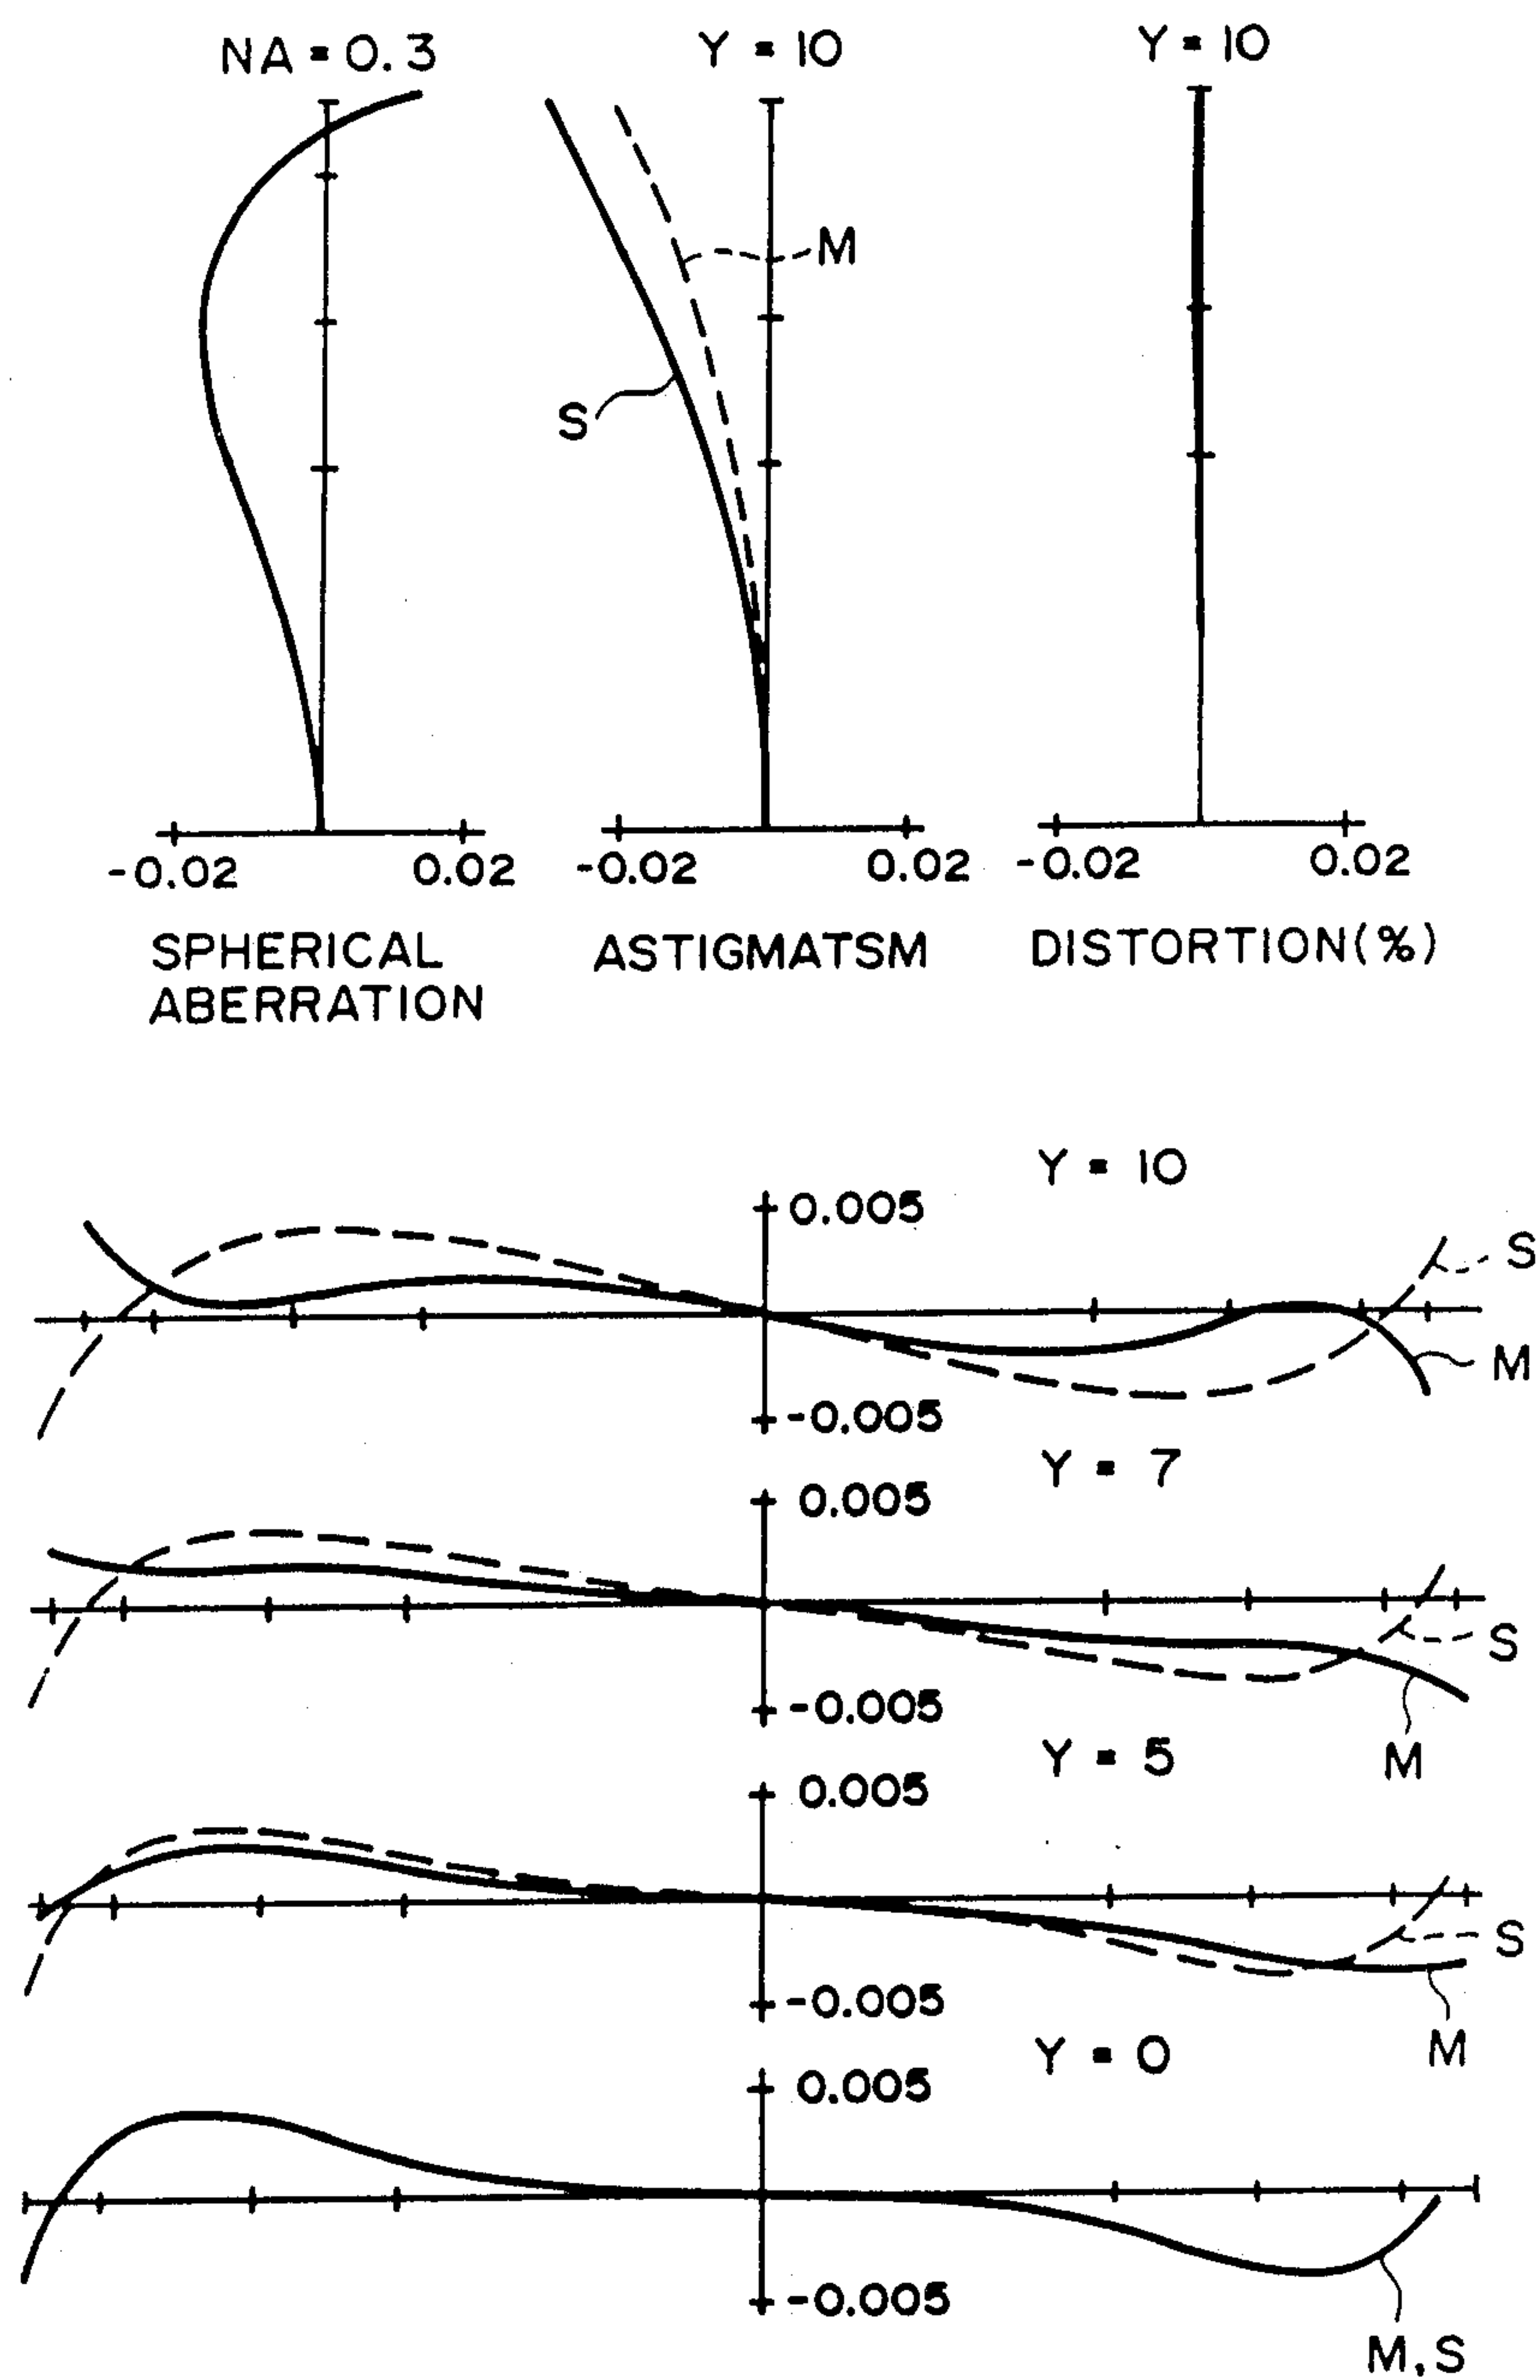 NA = 0.3
Y = 10
Y = 10
M
S
-0.02 0.02
-0.02 0.02
-0.02 0.02
SPHERICAL
ABERRATION
ASTIGMATSM
DISTORTION(%)
Y = 10
0.005
S
M
-0.005
Y = 7
0.005
S
-0.005
M
Y = 5
0.005
S
-0.005
M
Y = 0
0.005
-0.005
M,S